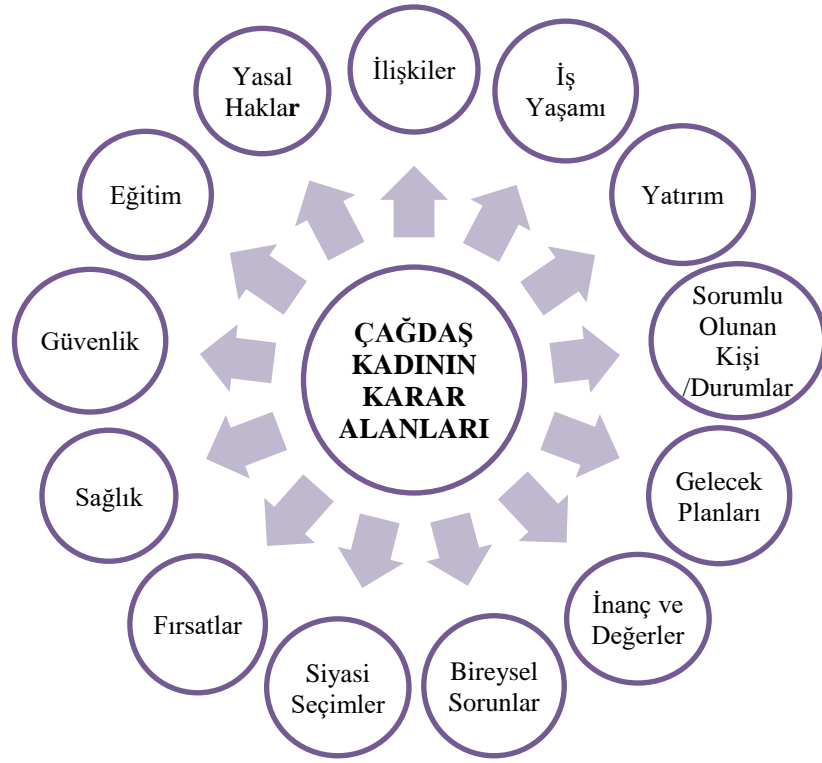 ÇAĞDAŞ
KADININ
KARAR
ALANLARI
İlişkiler
İş
Yaşamı
Yatırım
Sorumlu
Olunan
Kişi
/Durumlar
Gelecek
Planları
İnanç ve
Değerler
Bireysel
Sorunlar
Siyasi
Seçimler
Fırsatlar
Sağlık
Güvenlik
Eğitim
Yasal
Haklar